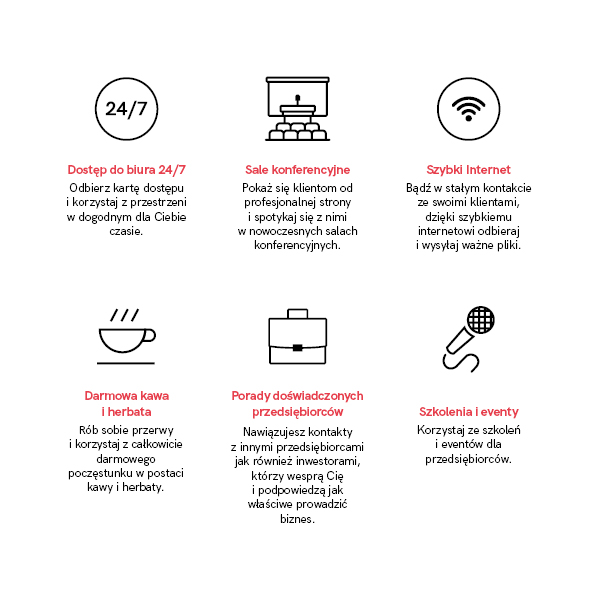 24/7
Dostęp do biura 24/7
Odbierz kartę dostępu
i korzystaj z przestrzeni
w dogodnym dla Ciebie
czasie.
Sale konferencyjne
Pokaż się klientom od
profesjonalnej strony
i spotykaj się z nimi
w nowoczesnych salach
konferencyjnych.
Szybki Internet
Bądź w stałym kontakcie
ze swoimi klientami,
dzięki szybkiemu
internetowi odbieraj
i wysyłaj ważne pliki.
Darmowa kawa
i herbata
Rób sobie przerwy
i korzystaj z całkowicie
darmowego
poczęstunku w postaci
kawy i herbaty.
Porady doświadczonych
przedsiębiorców
Nawiązujesz kontakty
z innymi przedsiębiorcami
jak również inwestorami,
którzy wesprą Cię
i podpowiedzą jak
właściwe prowadzić
biznes.
Szkolenia i eventy
Korzystaj ze szkoleń
i eventów dla
przedsiębiorców.